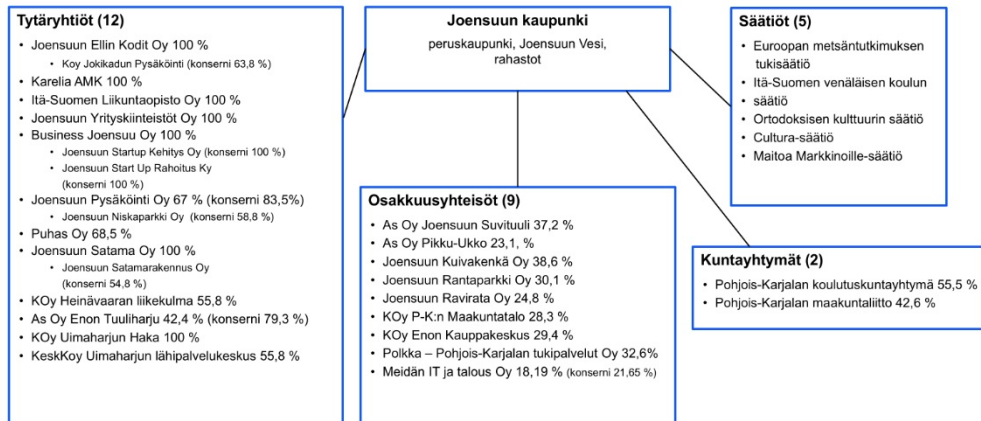 Tytäryhtiöt (12)
• Joensuun Ellin Kodit Oy 100 %
• Koy Jokikadun Pysäköinti (konserni 63,8 %)
• Karelia AMK 100 %
• Itä-Suomen Liikuntaopisto Oy 100 %
• Joensuun Yrityskiinteistöt Oy 100 %
• Business Joensuu Oy 100 %
• Joensuun Startup Kehitys Oy (konserni 100 %)
• Joensuun Start Up Rahoitus Ky
(konserni 100 %)
• Joensuun Pysäköinti Oy 67 % (konserni 83,5%)
• Joensuun Niskaparkki Oy (konserni 58,8 %)
• Puhas Oy 68,5 %
• Joensuun Satama Oy 100 %
• Joensuun Satamarakennus Oy
(konserni 54,8 %)
• KOy Heinävaaran liikekulma 55,8 %
• As Oy Enon Tuuliharju 42,4 % (konserni 79,3 %)
• KOy Uimaharjun Haka 100 %
• KeskKoy Uimaharjun lähipalvelukeskus 55,8 %
Joensuun kaupunki
peruskaupunki, Joensuun Vesi,
rahastot
Osakkuusyhteisöt (9)
• As Oy Joensuun Suvituuli 37,2 %
• As Oy Pikku-Ukko 23,1, %
• Joensuun Kuivakenkä Oy 38,6 %
• Joensuun Rantaparkki Oy 30,1 %
• Joensuun Ravirata Oy 24,8 %
• KOy P-K:n Maakuntatalo 28,3 %
• KOy Enon Kauppakeskus 29,4 %
• Polkka – Pohjois-Karjalan tukipalvelut Oy 32,6%
• Meidän IT ja talous Oy 18,19 % (konserni 21,65 %)
Säätiöt (5)
• Euroopan metsäntutkimuksen
tukisäätiö
• Itä-Suomen venäläisen koulun
• säätiö
• Ortodoksisen kulttuurin säätiö
• Cultura-säätiö
• Maitoa Markkinoille-säätiö
Kuntayhtymät (2)
• Pohjois-Karjalan koulutuskuntayhtymä 55,5 %
• Pohjois-Karjalan maakuntaliitto 42,6 %